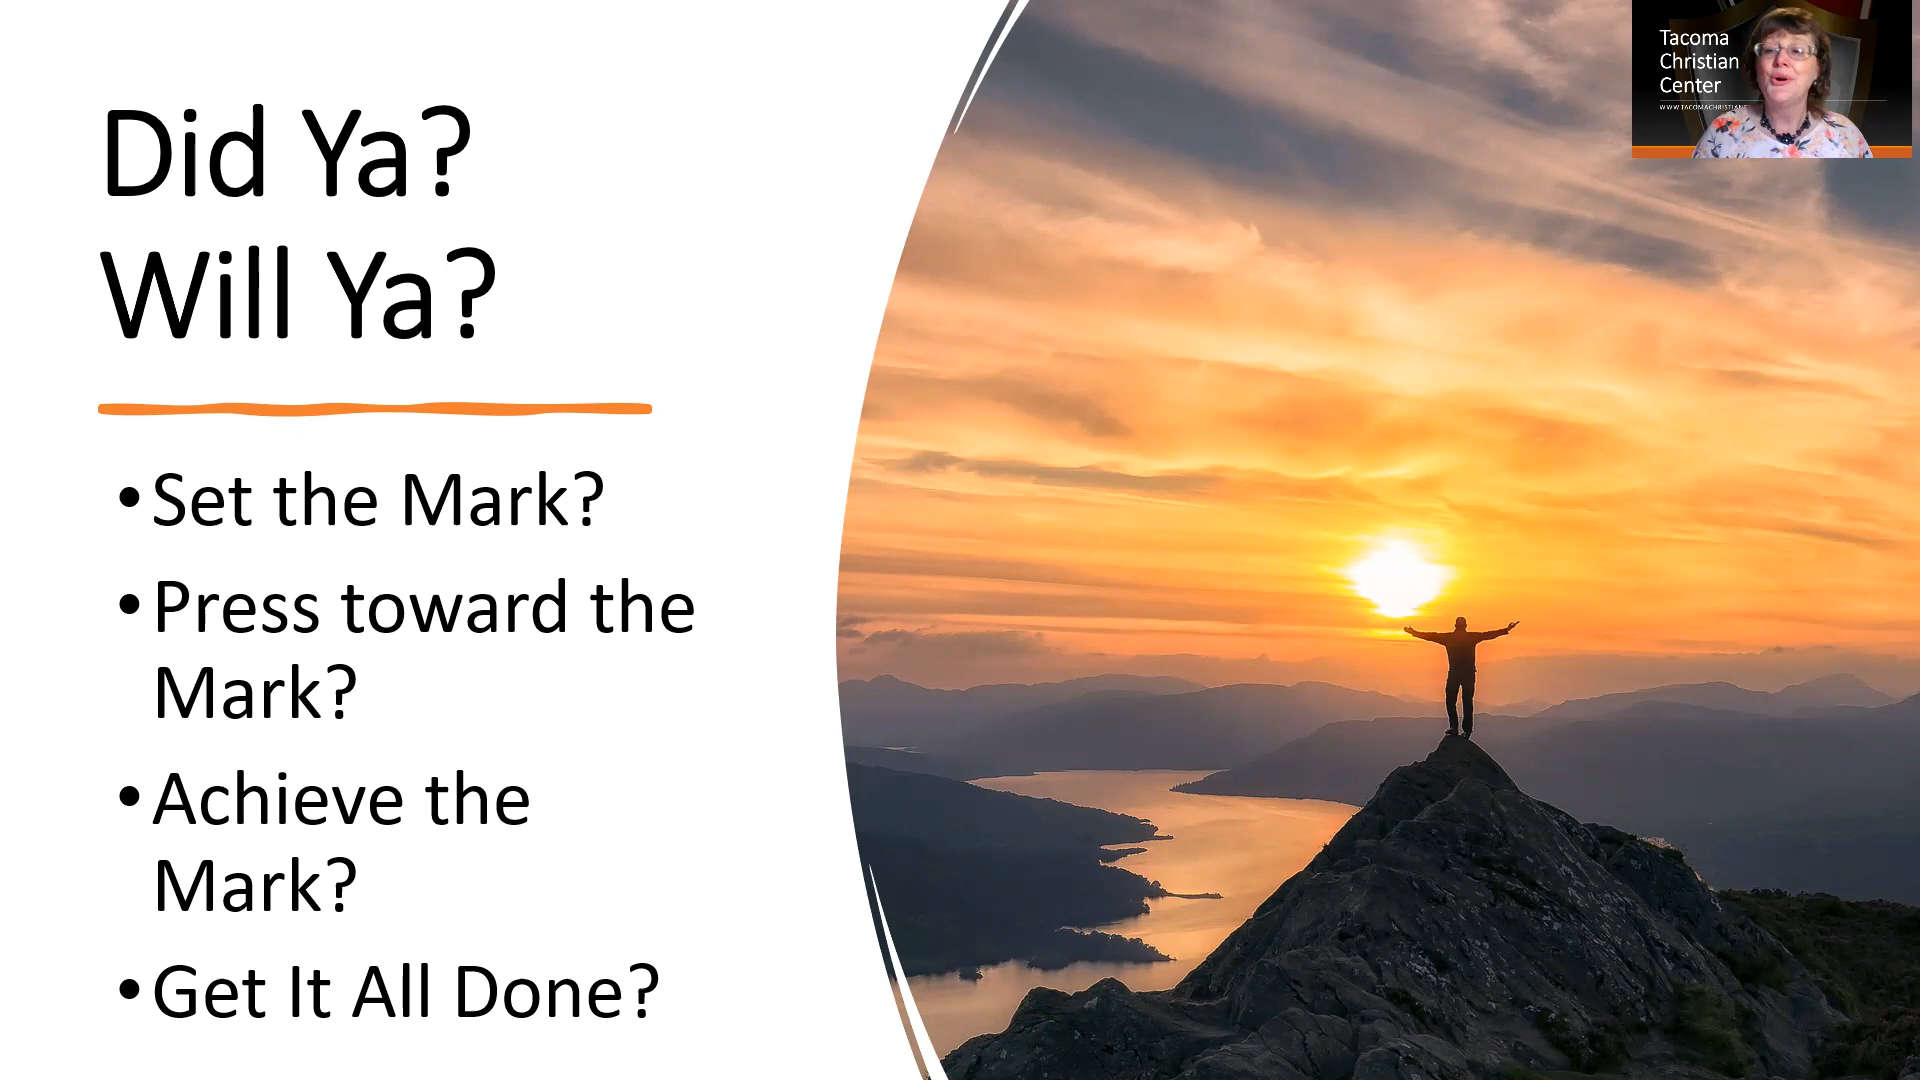 Did Ya?
Will Ya?
•Set the Mark?
•Press toward the
Mark?
•Achieve the
Mark?
•Get It All Done?
Tacoma
Christian
Center